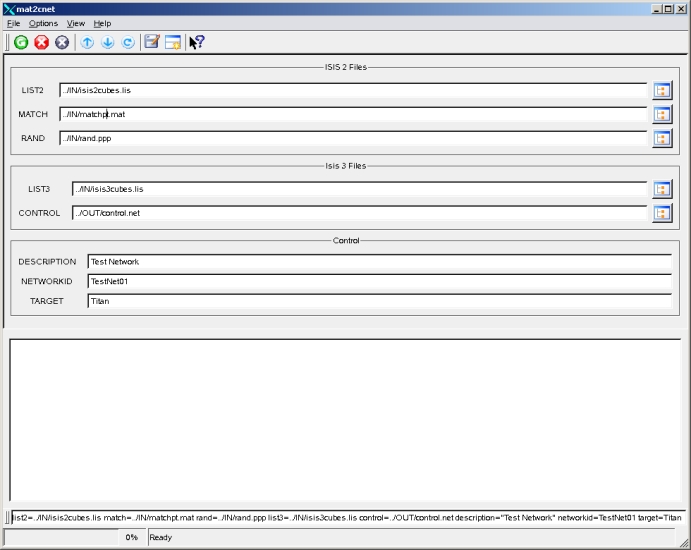 mat2cnet
File Options View Help
ISIS 2 Files
LIST2 ../IN/isis2cubes.lis
MATCH ../IN/matchpt.mat
RAND ../IN/rand.ppp
Isis 3 Files
LIST3 ../IN/isis3cubes.lis
CONTROL ../OUT/control.net
Control
DESCRIPTION Test Network
NETWORKID TestNet01
TARGET Titan
list2=../IN/isis2cubes.lis match=../IN/matchpt.mat rand=../IN/rand.ppp list3=../IN/isis3cubes.lis control=../OUT/control.net description="Test Network" networkid=TestNet01 target=Titan
0% Ready